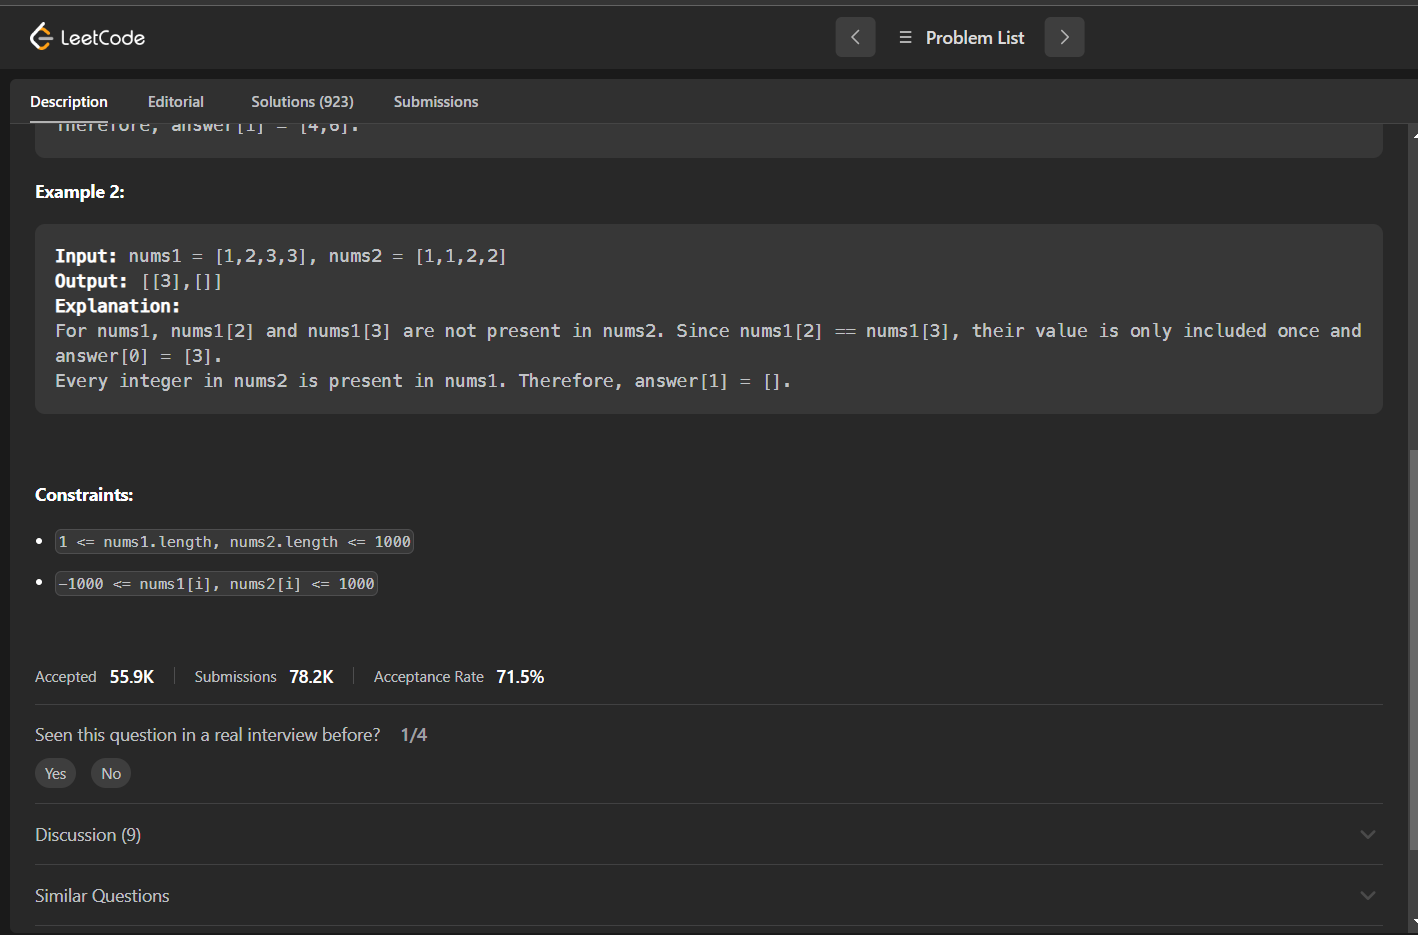 LeetCode
Problem List
Description Editorial Solutions (923) Submissions
Therefore, answer[1] = [4,6].
Example 2:
Input: nums1 = [1,2,3,3], nums2 = [1,1,2,2]
Output: [[3],[]]
Explanation:
For nums1, nums1[2] and nums1[3] are not present in nums2. Since nums1[2] == nums1[3], their value is only included once and
answer[0] = [3].
Every integer in nums2 is present in nums1. Therefore, answer[1] = [].
Constraints:
• 1 <= nums1.length, nums2.length <= 1000
• -1000 <= nums1[i], nums2[i] <= 1000
Accepted 55.9K Submissions 78.2K Acceptance Rate 71.5%
Seen this question in a real interview before? 1/4
Yes No
Discussion (9)
Similar Questions